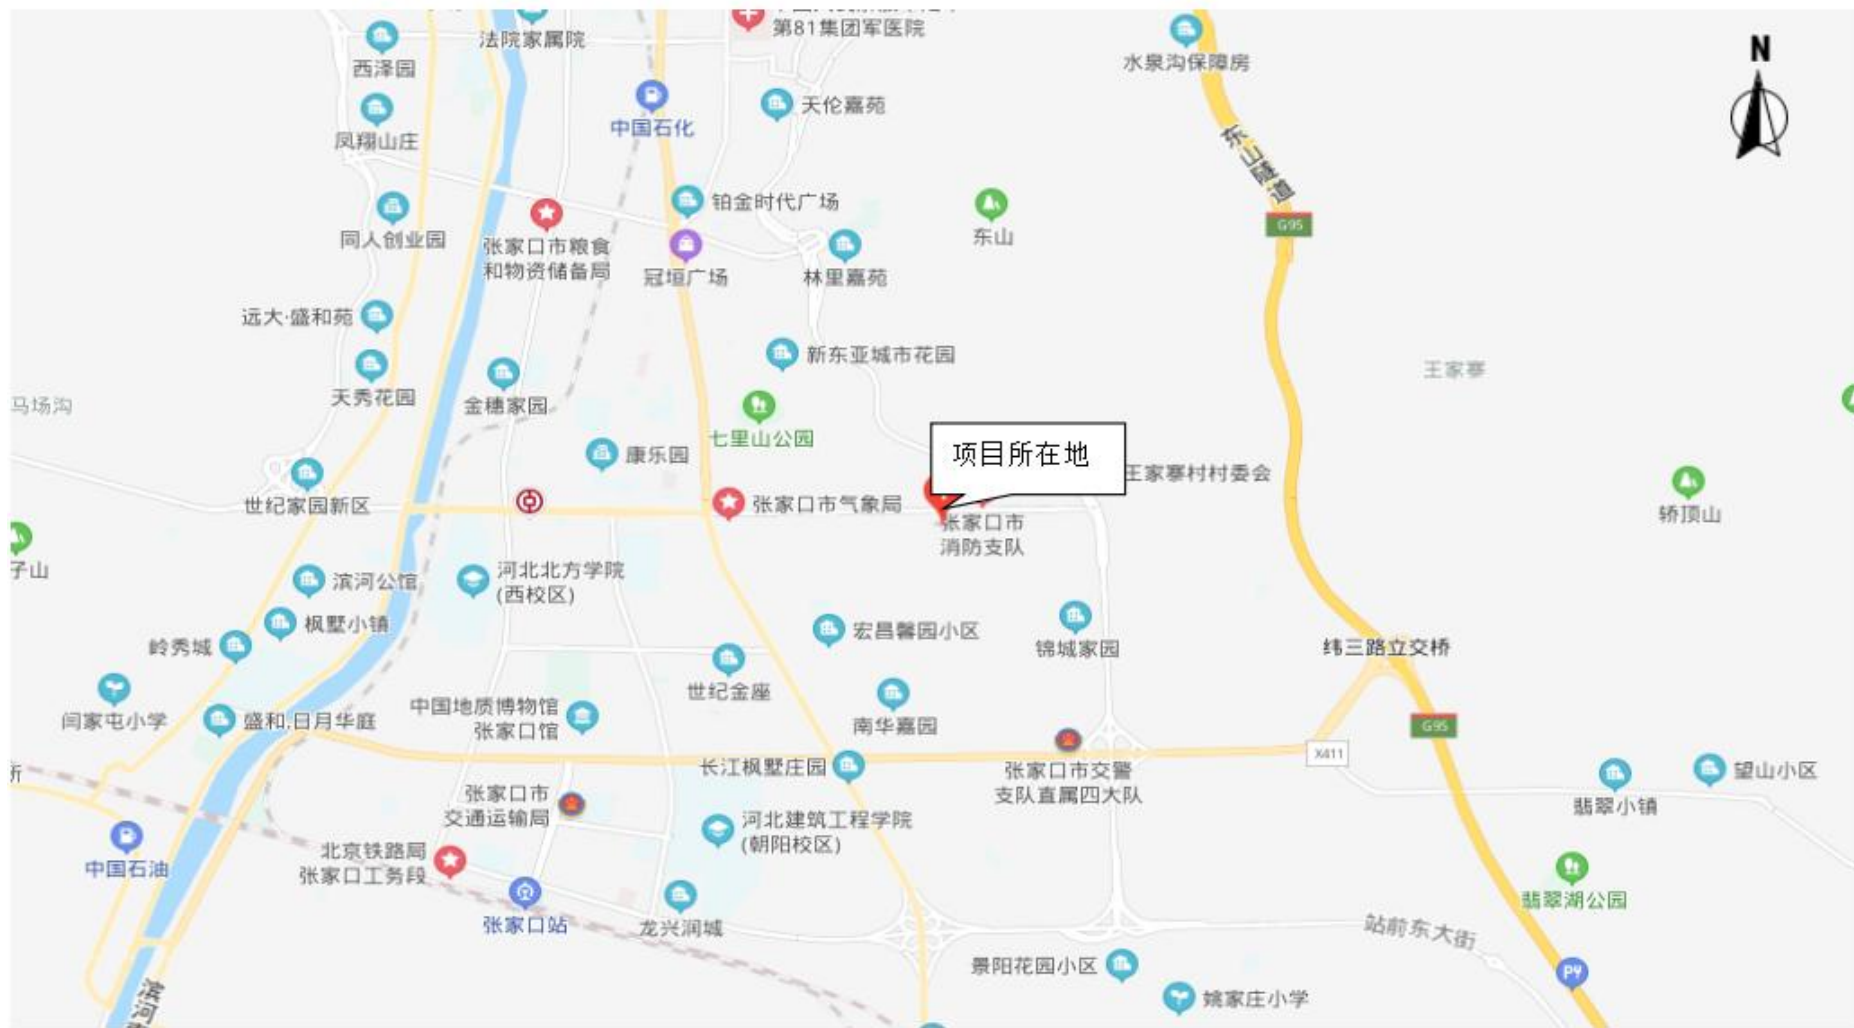 法院家属院
第81集团军医院
西泽园
水泉沟保障房
N
天伦嘉苑
中国石化
凤翔山庄
东山隧道
铂金时代广场
G95
同人创业园
张家口市粮食
和物资储备局
东山
冠垣广场
林里嘉苑
远大·盛和苑
新东亚城市花园
王家寨
天秀花园
金穗家园
马场沟
七里山公园
康乐园
项目所在地
王家寨村村委会
世纪家园新区
张家口市气象局
轿顶山
张家口市
消防支队
子山
滨河公馆
河北北方学院
(西校区)
枫墅小镇
宏昌馨园小区
岭秀城
锦城家园
纬三路立交桥
世纪金座
闫家屯小学
盛和.日月华庭
中国地质博物馆
张家口馆
南华嘉园
G95
X411
所
长江枫墅庄园
张家口市交警
支队直属四大队
望山小区
张家口市
交通运输局
翡翠小镇
河北建筑工程学院
(朝阳校区)
北京铁路局
张家口工务段
中国石油
翡翠湖公园
张家口站
龙兴润城
站前东大街
景阳花园小区
P
姚家庄小学
滨河